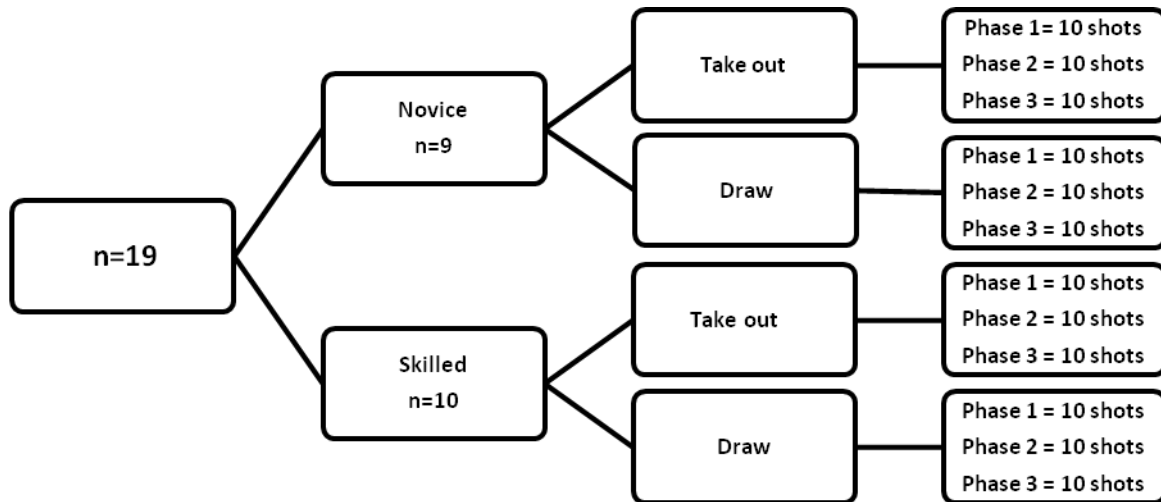 n=19
Novice
n=9
Skilled
n=10
Take out
Draw
Take out
Draw
Phase 1= 10 shots
Phase 2 = 10 shots
Phase 3 = 10 shots
Phase 1 = 10 shots
Phase 2 = 10 shots
Phase 3 = 10 shots
Phase 1 = 10 shots
Phase 2 = 10 shots
Phase 3 = 10 shots
Phase 1 = 10 shots
Phase 2 = 10 shots
Phase 3 = 10 shots